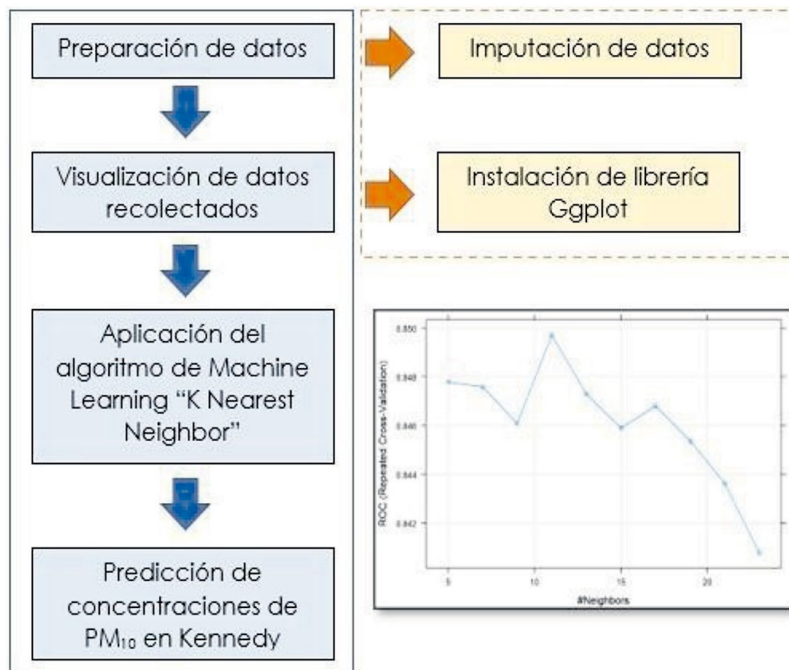 Preparación de datos
Imputación de datos
Visualización de datos
recolectados
Instalación de librería
Ggplot
Aplicación del
algoritmo de Machine
Learning “K Nearest
Neighbor”
Predicción de
concentraciones de
PM₁₀ en Kennedy
ROC (Repeated Cross-Validation)
0.850
0.848
0.846
0.844
0.842
5 10 15 20
#Neighbors